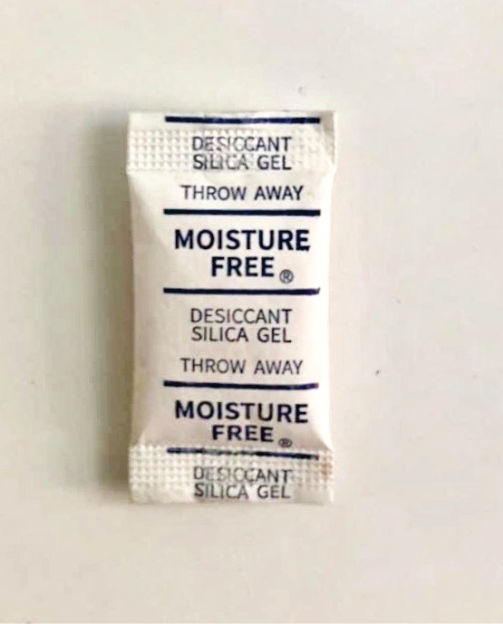 DESICCANT
SILICA GEL
THROW AWAY
MOISTURE
FREE®
DESICCANT
SILICA GEL
THROW AWAY
MOISTURE
FREE®
DESICCANT
SILICA GEL